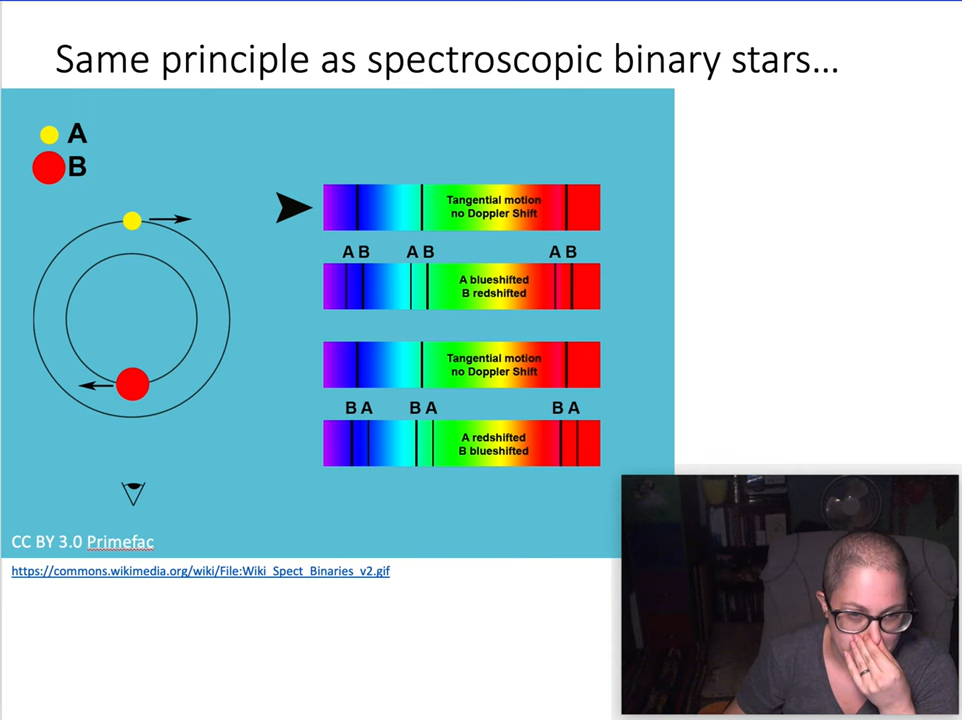 Same principle as spectroscopic binary stars…
A
B
Tangential motion
no Doppler Shift
A B A B A B
A blueshifted
B redshifted
Tangential motion
no Doppler Shift
B A B A B A
A redshifted
B blueshifted
CC BY 3.0 Primefac
https://commons.wikimedia.org/wiki/File:Wiki_Spect_Binaries_v2.gif